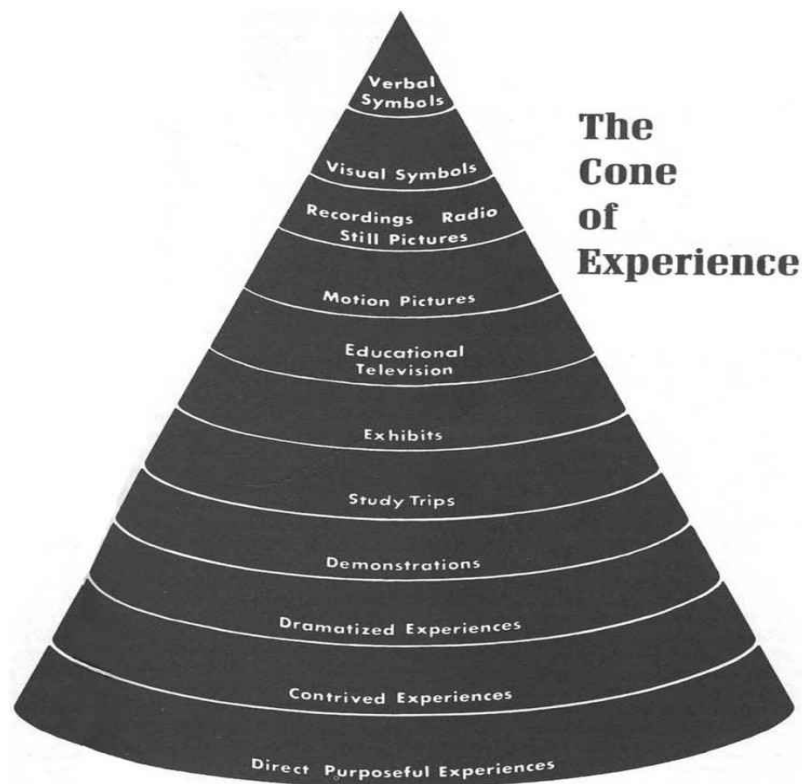 Verbal
Symbols
The
Cone
of
Experience
Visual Symbols
Recordings Radio
Still Pictures
Motion Pictures
Educational
Television
Exhibits
Study Trips
Demonstrations
Dramatized Experiences
Contrived Experiences
Direct Purposeful Experiences